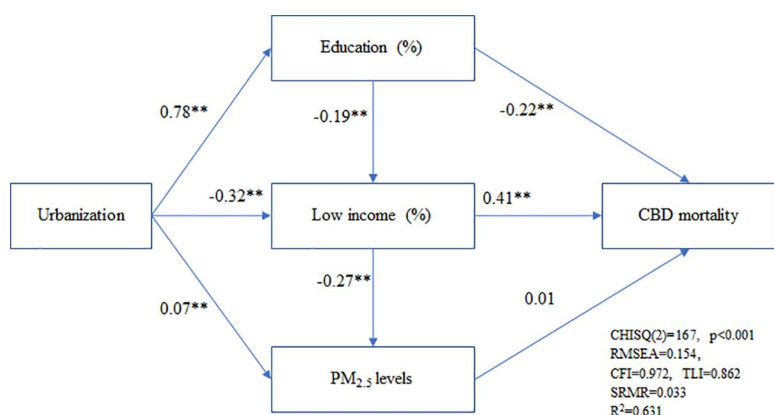 Education (%)
0.78**
-0.19**
-0.22**
Urbanization
-0.32**
Low income (%)
0.41**
CBD mortality
0.07**
-0.27**
0.01
PM2.5 levels
CHISQ(2)=167, p<0.001
RMSEA=0.154,
CFI=0.972, TLI=0.862
SRMR=0.033
R²=0.631